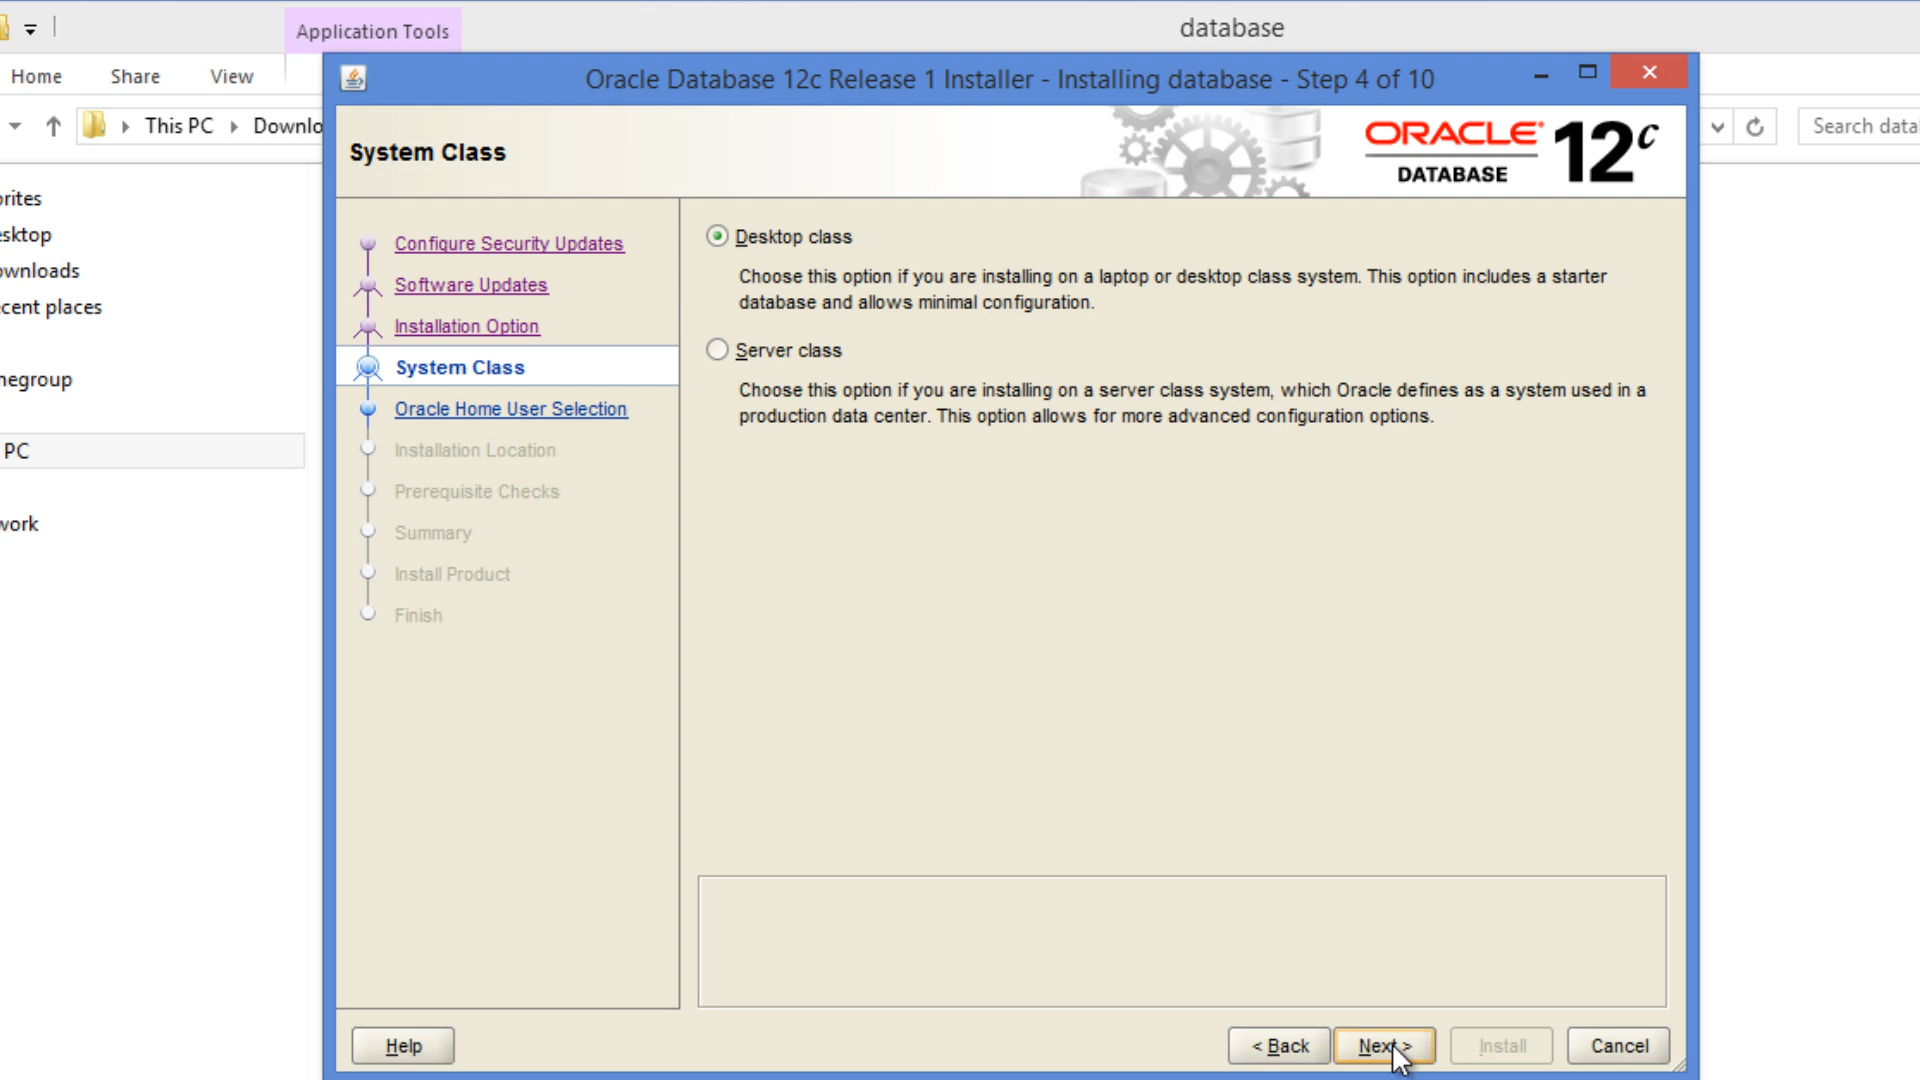 Application Tools
database
Home Share View
Oracle Database 12c Release 1 Installer - Installing database - Step 4 of 10
This PC Downlo
Search data
System Class
ORACLE
DATABASE
12c
orites
esktop
ownloads
ecent places
megroup
PC
work
Configure Security Updates
Software Updates
Installation Option
System Class
Oracle Home User Selection
Installation Location
Prerequisite Checks
Summary
Install Product
Finish
Desktop class
Choose this option if you are installing on a laptop or desktop class system. This option includes a starter
database and allows minimal configuration.
Server class
Choose this option if you are installing on a server class system, which Oracle defines as a system used in a
production data center. This option allows for more advanced configuration options.
Help
< Back
Next >
Install
Cancel